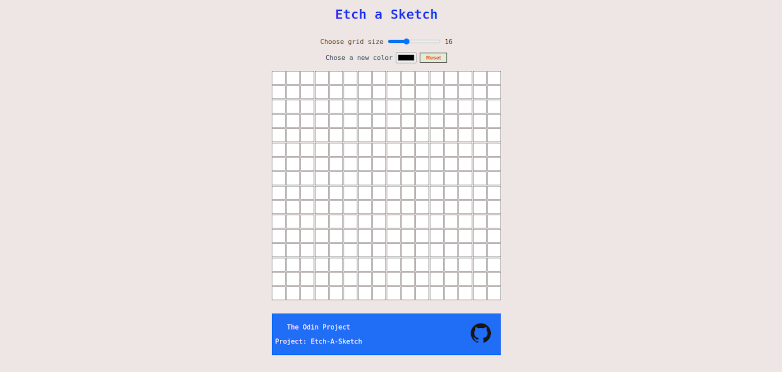 Etch a Sketch
Choose grid size 16
Chose a new color Reset
The Odin Project
Project: Etch-A-Sketch